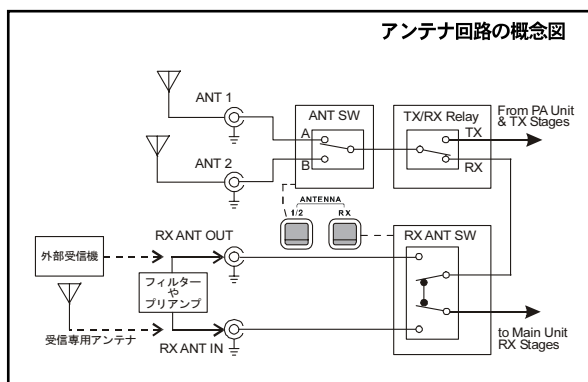 アンテナ回路の概念図
ANT 1
ANT SW
TX/RX Relay
From PA Unit
& TX Stages
A
TX
B
RX
ANT 2
ANTENNA
1/2
RX
RX ANT OUT
RX ANT SW
外部受信機
フィルター
や
プリアンプ
to Main Unit
RX Stages
受信専用アンテナ
RX ANT IN